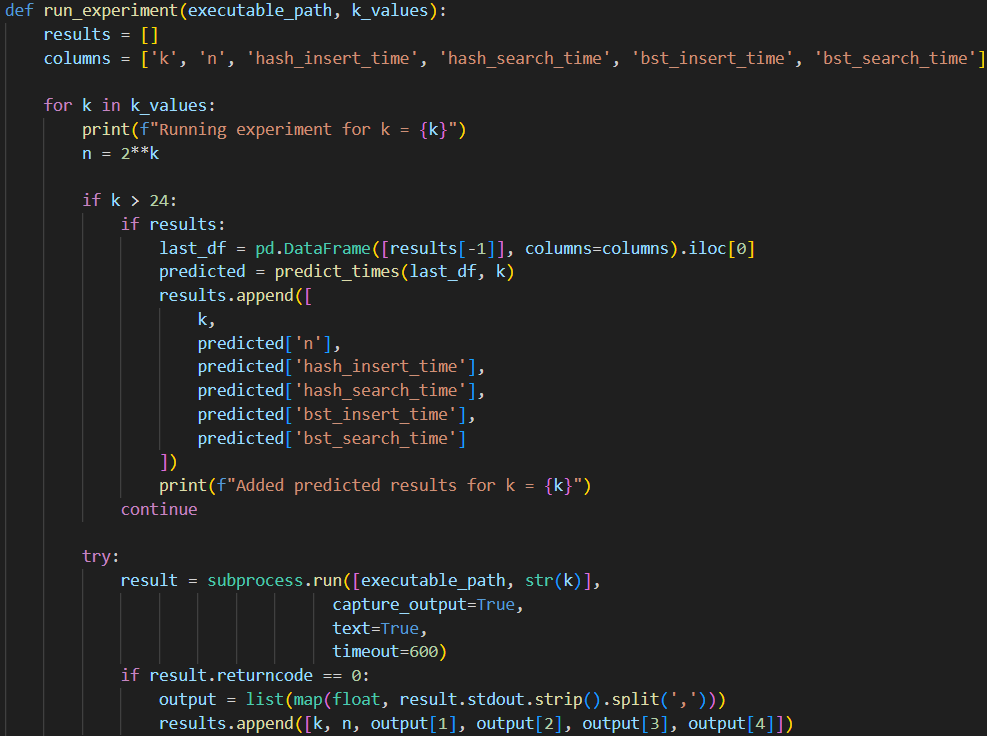 def run_experiment(executable_path, k_values):
    results = []
    columns = ['k', 'n', 'hash_insert_time', 'hash_search_time', 'bst_insert_time', 'bst_search_time']

    for k in k_values:
        print(f"Running experiment for k = {k}")
        n = 2**k

        if k > 24:
            if results:
                last_df = pd.DataFrame([results[-1]], columns=columns).iloc[0]
                predicted = predict_times(last_df, k)
                results.append([
                    k,
                    predicted['n'],
                    predicted['hash_insert_time'],
                    predicted['hash_search_time'],
                    predicted['bst_insert_time'],
                    predicted['bst_search_time']
                ])
                print(f"Added predicted results for k = {k}")
            continue

        try:
            result = subprocess.run([executable_path, str(k)],
                                  capture_output=True,
                                  text=True,
                                  timeout=600)
            if result.returncode == 0:
                output = list(map(float, result.stdout.strip().split(',')))
                results.append([k, n, output[1], output[2], output[3], output[4]])